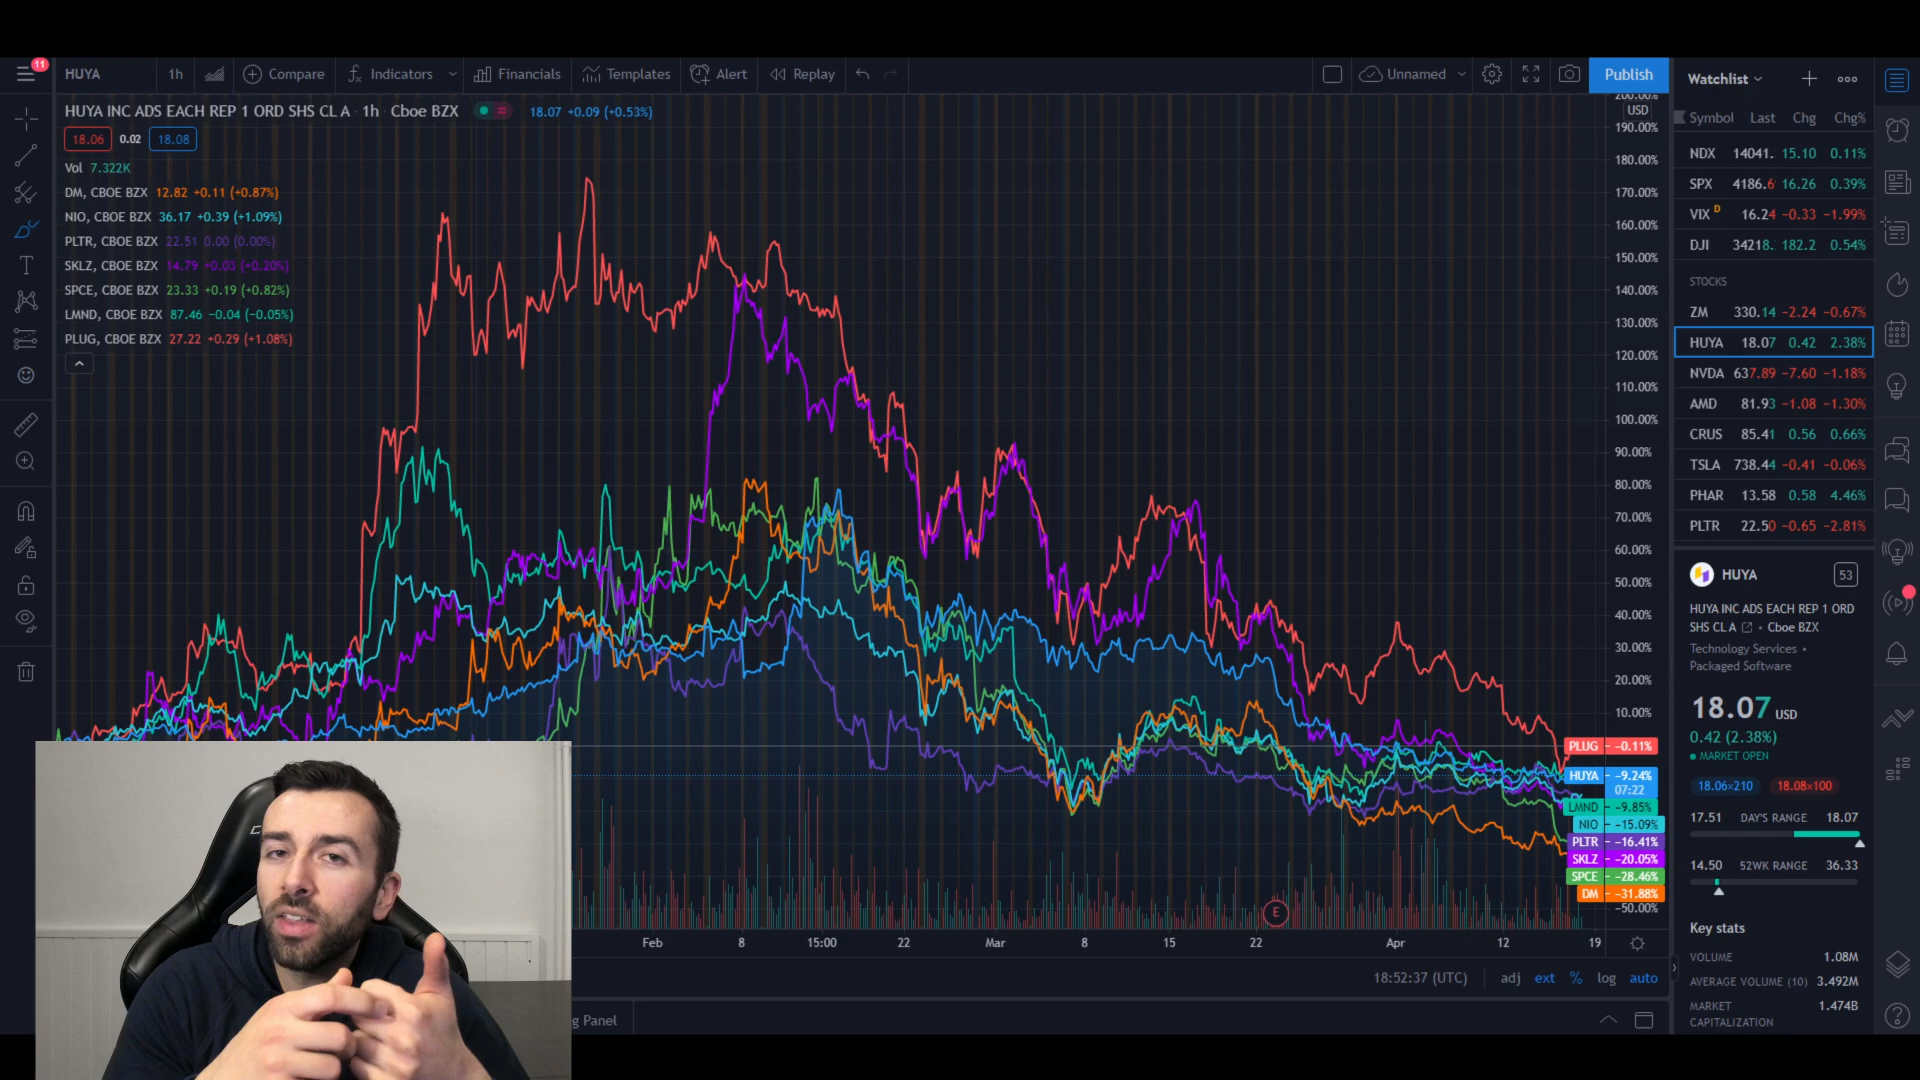 11
HUYA 1h Compare Indicators Financials Templates Alert Replay Unnamed Publish
HUYA INC ADS EACH REP 1 ORD SHS CL A · 1h · Cboe BZX 18.07 +0.09 (+0.53%)
18.06 0.02 18.08
Vol 7.322K
DM, CBOE BZX 12.82 +0.11 (+0.87%)
NIO, CBOE BZX 36.17 +0.39 (+1.09%)
PLTR, CBOE BZX 22.51 0.00 (0.00%)
SKLZ, CBOE BZX 14.79 +0.03 (+0.20%)
SPCE, CBOE BZX 23.33 +0.19 (+0.82%)
LMND, CBOE BZX 87.46 −0.04 (−0.05%)
PLUG, CBOE BZX 27.22 +0.29 (+1.08%)
200.00%
USD
190.00%
180.00%
170.00%
160.00%
150.00%
140.00%
130.00%
120.00%
110.00%
100.00%
90.00%
80.00%
70.00%
60.00%
50.00%
40.00%
30.00%
20.00%
10.00%
PLUG −0.11%
HUYA −9.24%
07:22
LMND −9.85%
NIO −15.09%
PLTR −16.41%
SKLZ −20.05%
SPCE −28.46%
DM −31.88%
−50.00%
E
Feb 8 15:00 22 Mar 8 15 22 Apr 12 19
18:52:37 (UTC) adj ext % log auto
g Panel
Watchlist
Symbol Last Chg Chg%
NDX 14041. 15.10 0.11%
SPX 4186.6 16.26 0.39%
VIX D 16.24 −0.33 −1.99%
DJI 34218. 182.2 0.54%
STOCKS
ZM 330.14 −2.24 −0.67%
HUYA 18.07 0.42 2.38%
NVDA 637.89 −7.60 −1.18%
AMD 81.93 −1.08 −1.30%
CRUS 85.41 0.56 0.66%
TSLA 738.44 −0.41 −0.06%
PHAR 13.58 0.58 4.46%
PLTR 22.50 −0.65 −2.81%
HUYA 53
HUYA INC ADS EACH REP 1 ORD
SHS CL A • Cboe BZX
Technology Services •
Packaged Software
18.07 USD
0.42 (2.38%)
MARKET OPEN
18.06×210 18.08×100
17.51 DAY'S RANGE 18.07
14.50 52WK RANGE 36.33
Key stats
VOLUME 1.08M
AVERAGE VOLUME (10) 3.492M
MARKET 1.474B
CAPITALIZATION